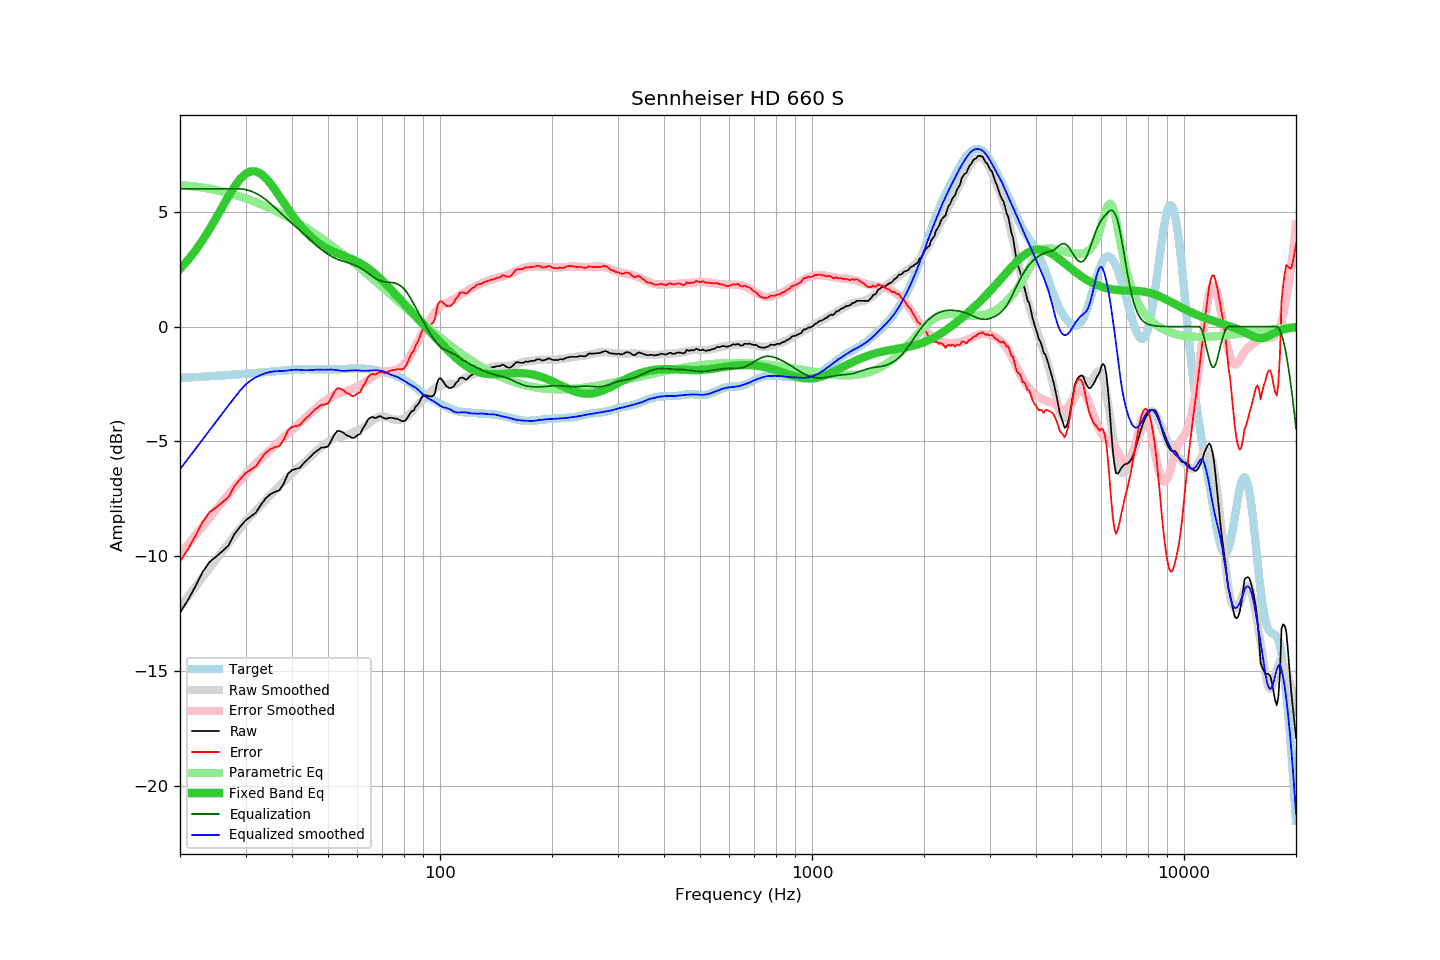 Sennheiser HD 660 S
Amplitude (dBr)
5
0
−5
−10
−15
−20
Target
Raw Smoothed
Error Smoothed
Raw
Error
Parametric Eq
Fixed Band Eq
Equalization
Equalized smoothed
100
1000
10000
Frequency (Hz)